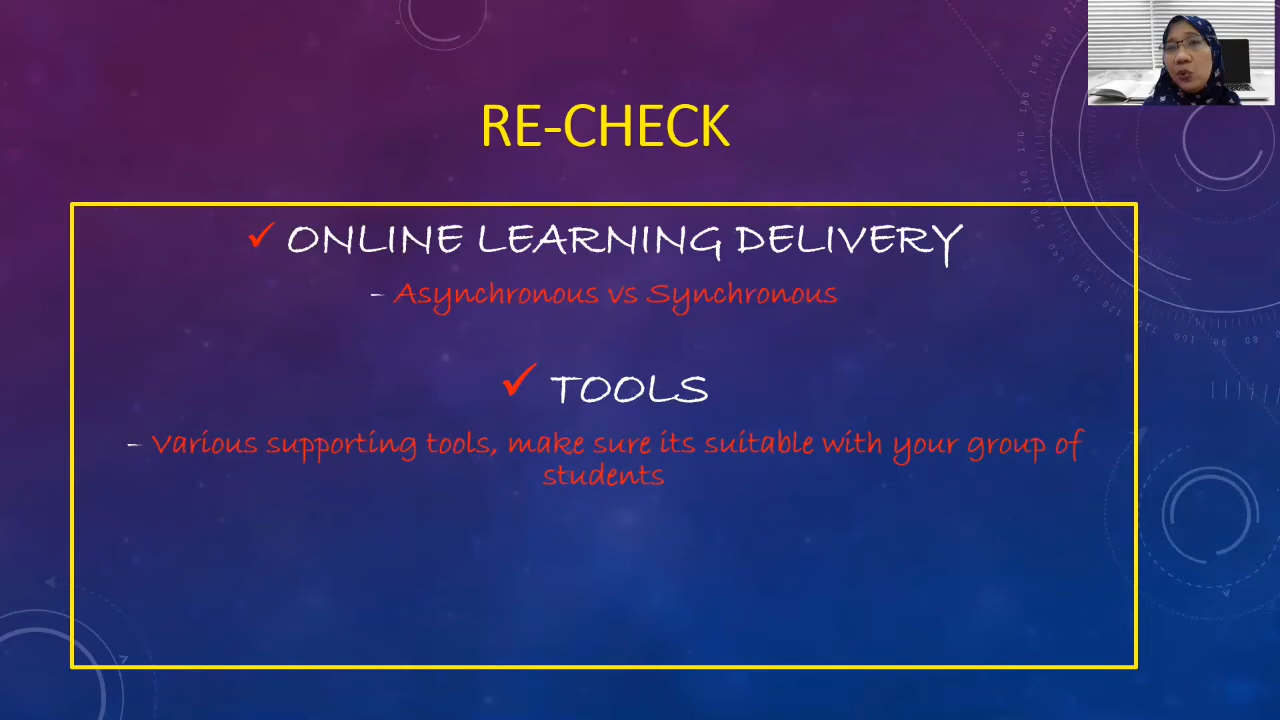 RE-CHECK
✓ ONLINE LEARNING DELIVERY
– Asynchronous vs Synchronous
✓ TOOLS
– Various supporting tools, make sure its suitable with your group of
students